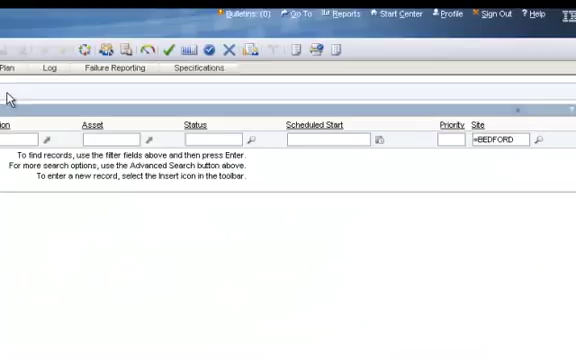 Bulletins: (0) Go To Reports Start Center Profile Sign Out Help IB
Plan Log Failure Reporting Specifications
ion Asset Status Scheduled Start Priority Site
=BEDFORD
To find records, use the filter fields above and then press Enter.
For more search options, use the Advanced Search button above.
To enter a new record, select the Insert icon in the toolbar.